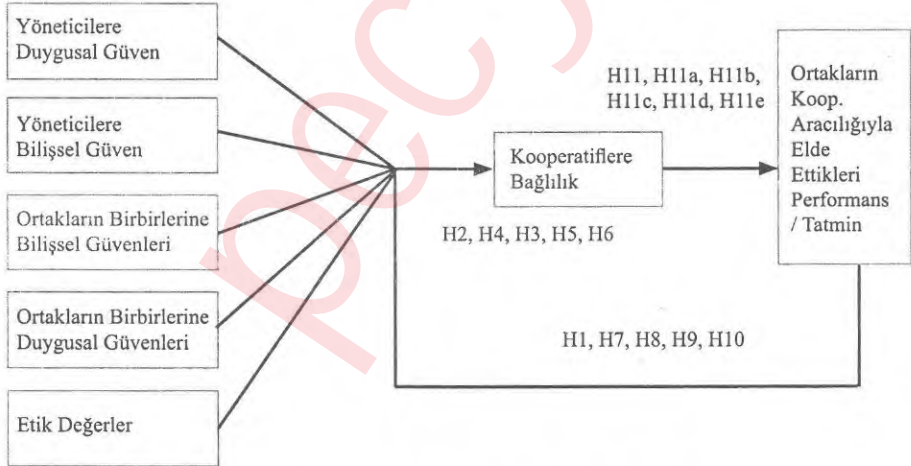 Yöneticilere
Duygusal Güven
Yöneticilere
Bilişsel Güven
Ortakların Birbirlerine
Bilişsel Güvenleri
Ortakların Birbirlerine
Duygusal Güvenleri
Etik Değerler
Kooperatiflere
Bağlılık
H2, H4, H3, H5, H6
H11, H11a, H11b,
H11c, H11d, H11e
Ortakların
Koop.
Aracılığıyla
Elde
Ettikleri
Performans
/ Tatmin
H1, H7, H8, H9, H10